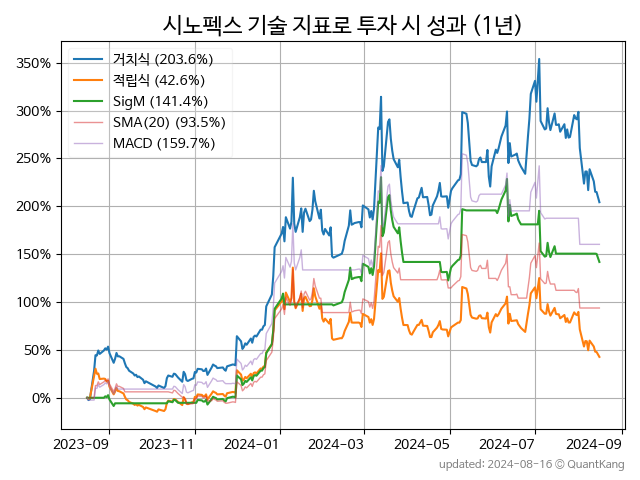 시노펙스 기술 지표로 투자 시 성과 (1년)
350%
300%
250%
200%
150%
100%
50%
0%
거치식 (203.6%)
적립식 (42.6%)
SigM (141.4%)
SMA(20) (93.5%)
MACD (159.7%)
2023-09 2023-11 2024-01 2024-03 2024-05 2024-07 2024-09
updated: 2024-08-16 © QuantKang